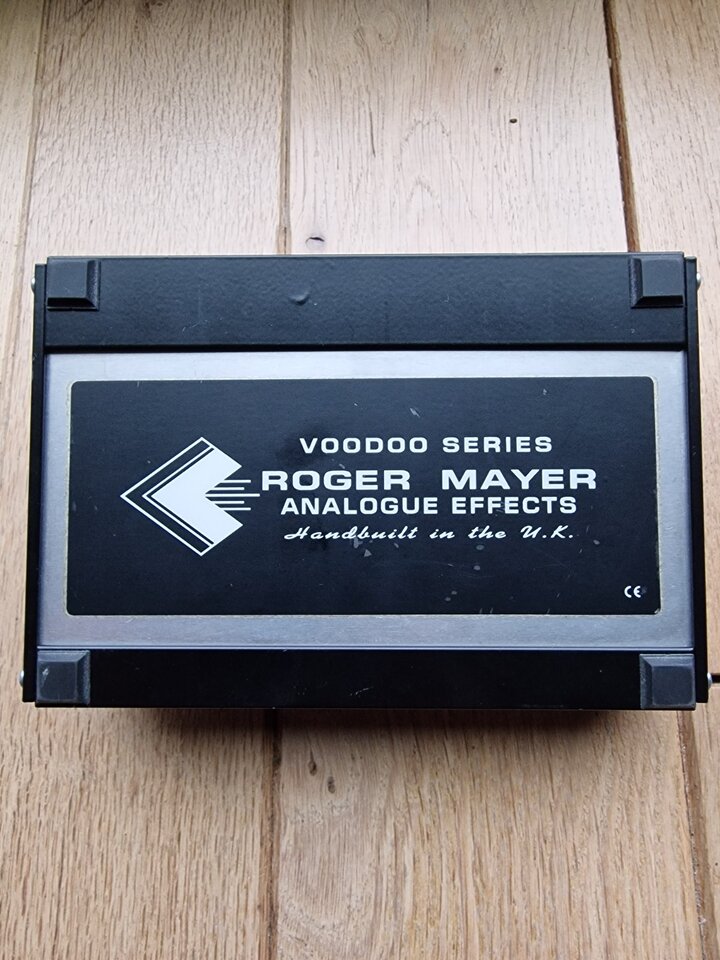 VOODOO SERIES
ROGER MAYER
ANALOGUE EFFECTS
Handbuilt in the U.K.
CE